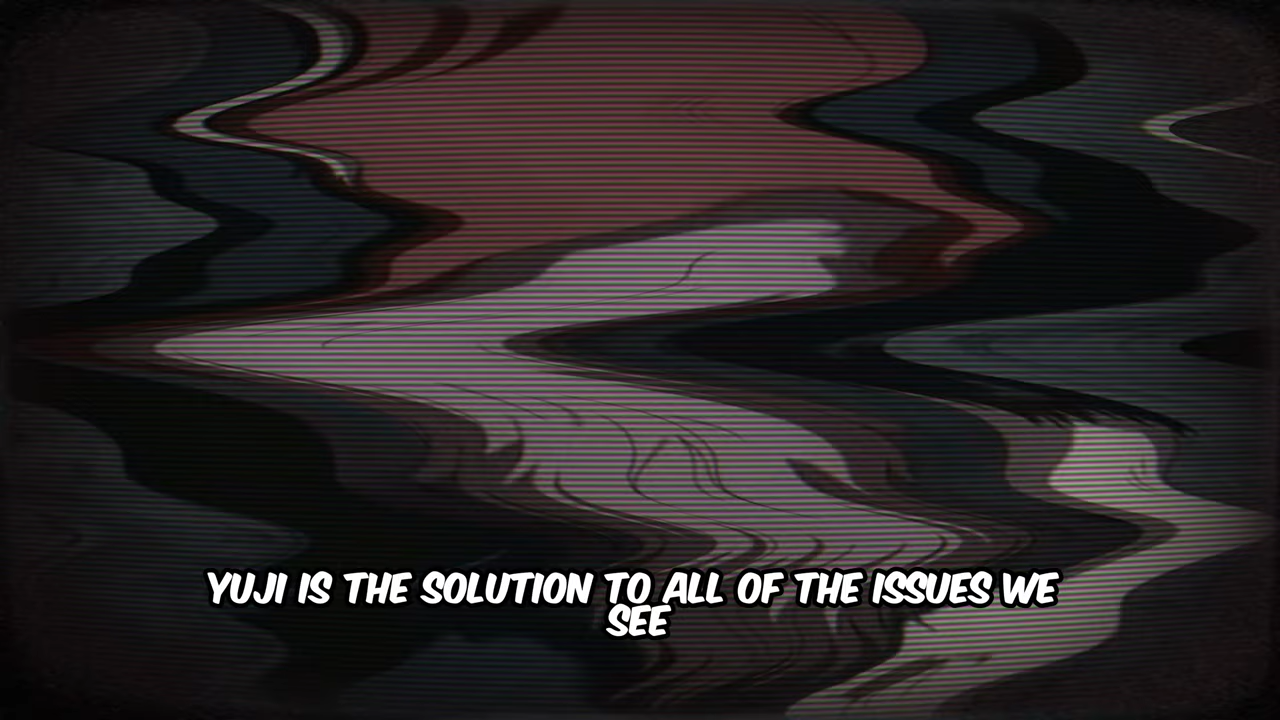 YUJI IS THE SOLUTION TO ALL OF THE ISSUES WE
SEE